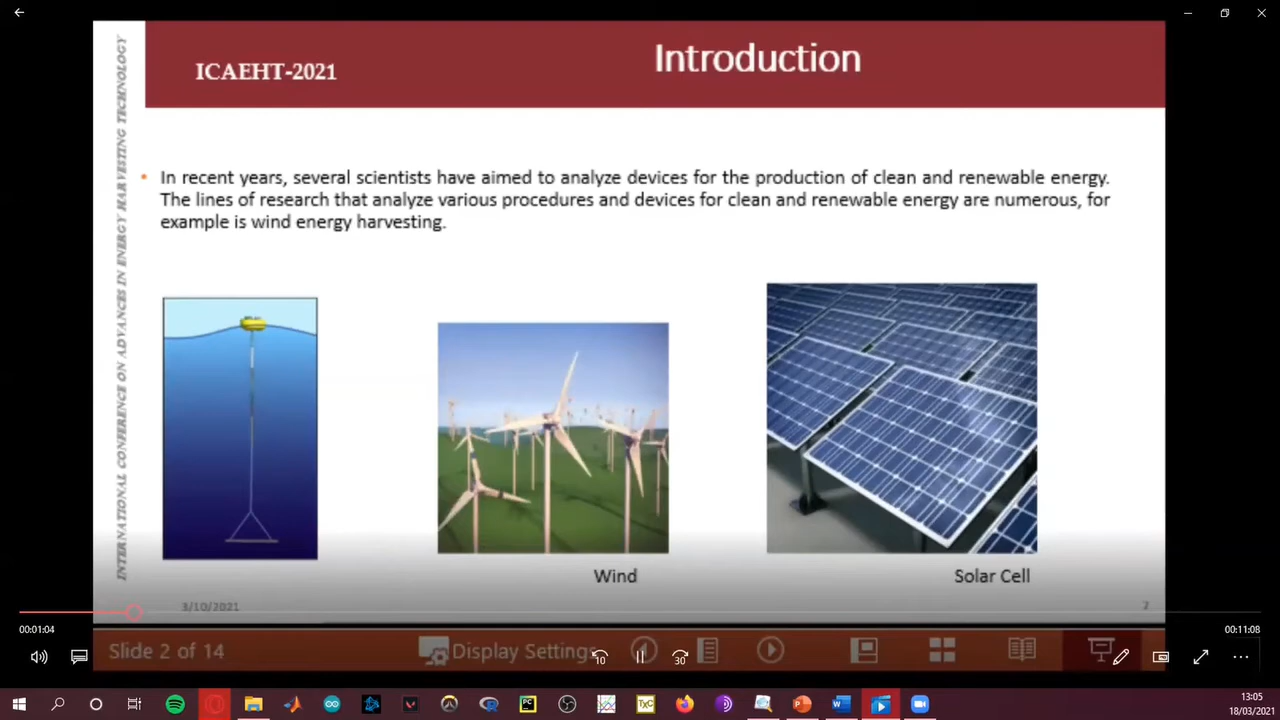 ICAEHT-2021
Introduction
INTERNATIONAL CONFERENCE ON ADVANCES IN ENERGY HARVESTING TECHNOLOGY
• In recent years, several scientists have aimed to analyze devices for the production of clean and renewable energy.
The lines of research that analyze various procedures and devices for clean and renewable energy are numerous, for
example is wind energy harvesting.
Wind
Solar Cell
3/10/2021
2
00:01:04
00:11:08
Slide 2 of 14
Display Settings
10
30
PC
TXC
13:05
18/03/2021